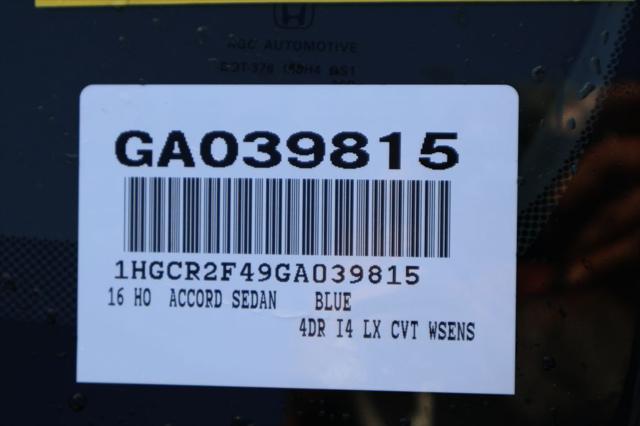 AGC AUTOMOTIVE
GA039815
1HGCR2F49GA039815
16 HO ACCORD SEDAN BLUE
4DR I4 LX CVT WSENS